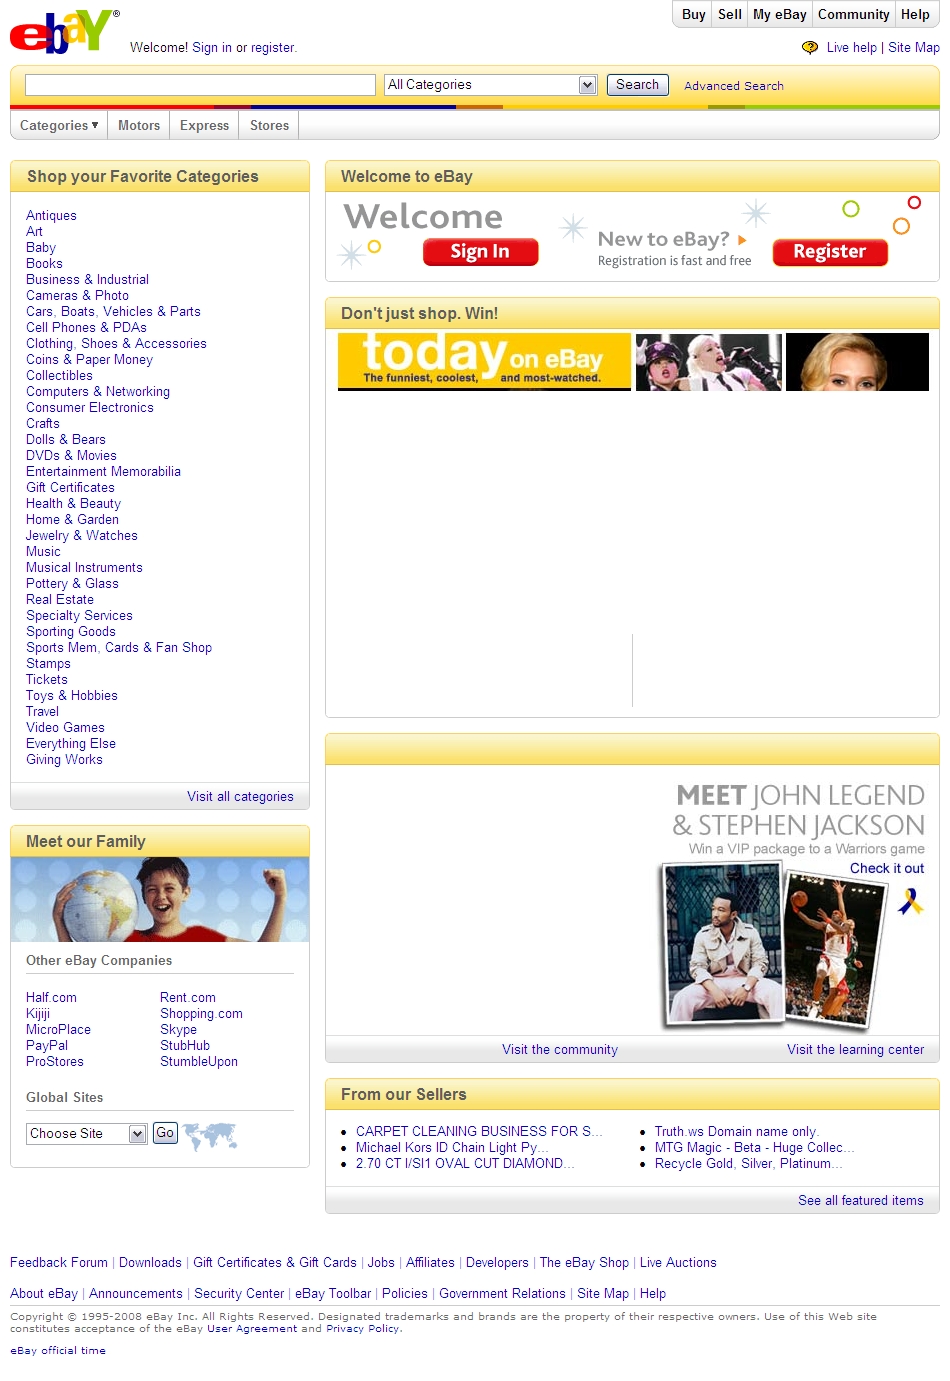 ebaY®
Buy Sell My eBay Community Help
Welcome! Sign in or register.
Live help | Site Map
All Categories Search Advanced Search
Categories Motors Express Stores
Shop your Favorite Categories
Antiques
Art
Baby
Books
Business & Industrial
Cameras & Photo
Cars, Boats, Vehicles & Parts
Cell Phones & PDAs
Clothing, Shoes & Accessories
Coins & Paper Money
Collectibles
Computers & Networking
Consumer Electronics
Crafts
Dolls & Bears
DVDs & Movies
Entertainment Memorabilia
Gift Certificates
Health & Beauty
Home & Garden
Jewelry & Watches
Music
Musical Instruments
Pottery & Glass
Real Estate
Specialty Services
Sporting Goods
Sports Mem, Cards & Fan Shop
Stamps
Tickets
Toys & Hobbies
Travel
Video Games
Everything Else
Giving Works
Visit all categories
Meet our Family
Other eBay Companies
Half.com Rent.com
Kijiji Shopping.com
MicroPlace Skype
PayPal StubHub
ProStores StumbleUpon
Global Sites
Choose Site Go
Welcome to eBay
Welcome
Sign In
New to eBay?
Registration is fast and free
Register
Don't just shop. Win!
today on eBay
The funniest, coolest, and most-watched.
MEET JOHN LEGEND
& STEPHEN JACKSON
Win a VIP package to a Warriors game
Check it out
Visit the community Visit the learning center
From our Sellers
CARPET CLEANING BUSINESS FOR S...
Michael Kors ID Chain Light Py...
2.70 CT I/SI1 OVAL CUT DIAMOND...
Truth.ws Domain name only.
MTG Magic - Beta - Huge Collec...
Recycle Gold, Silver, Platinum...
See all featured items
Feedback Forum | Downloads | Gift Certificates & Gift Cards | Jobs | Affiliates | Developers | The eBay Shop | Live Auctions
About eBay | Announcements | Security Center | eBay Toolbar | Policies | Government Relations | Site Map | Help
Copyright © 1995-2008 eBay Inc. All Rights Reserved. Designated trademarks and brands are the property of their respective owners. Use of this Web site
constitutes acceptance of the eBay User Agreement and Privacy Policy.
eBay official time